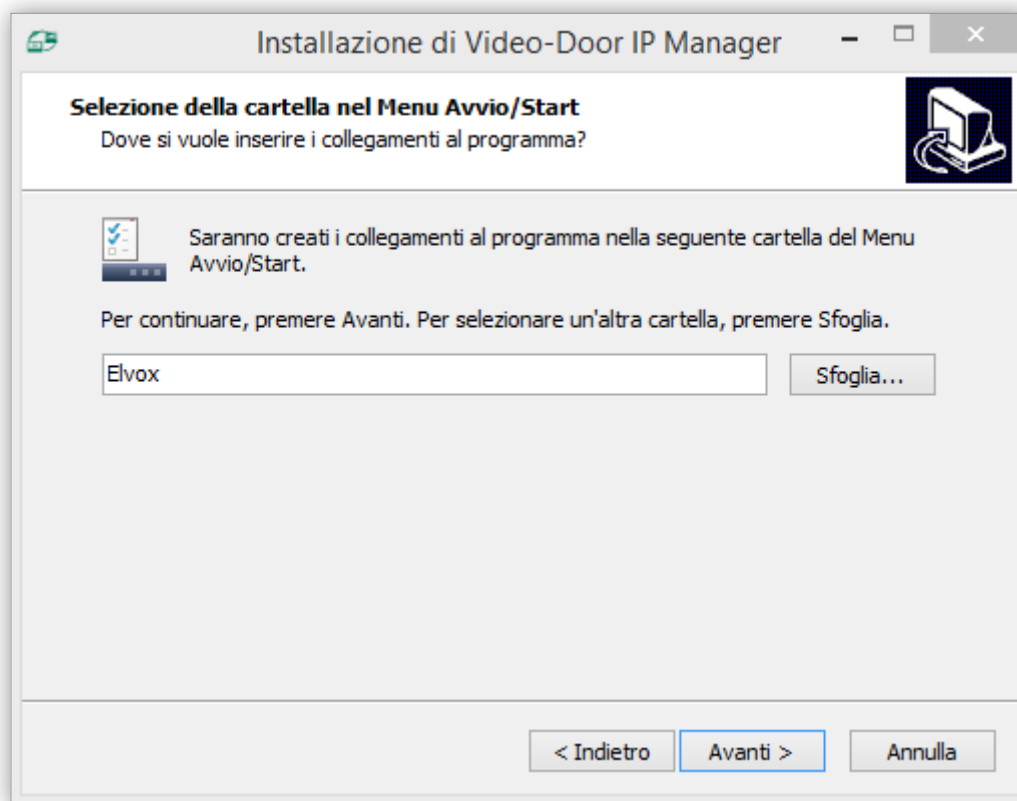 Installazione di Video-Door IP Manager
Selezione della cartella nel Menu Avvio/Start
Dove si vuole inserire i collegamenti al programma?
Saranno creati i collegamenti al programma nella seguente cartella del Menu
Avvio/Start.
Per continuare, premere Avanti. Per selezionare un'altra cartella, premere Sfoglia.
Elvox
Sfoglia...
< Indietro
Avanti >
Annulla